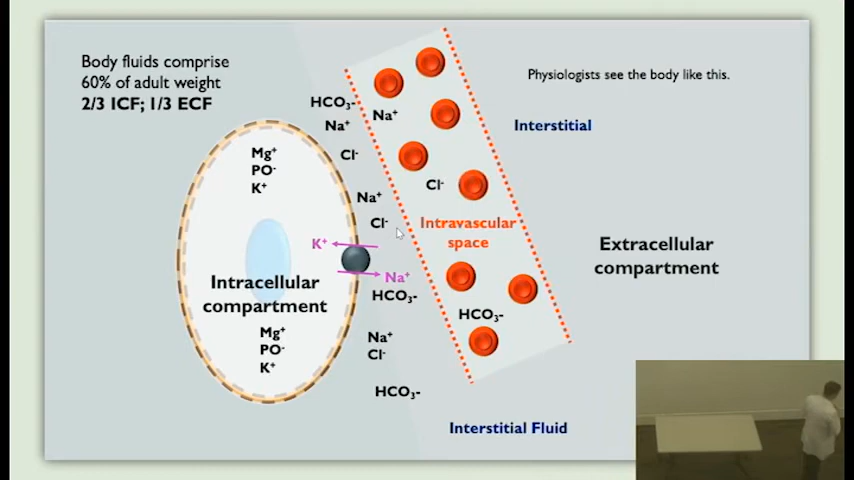 Body fluids comprise
60% of adult weight
2/3 ICF; 1/3 ECF
Physiologists see the body like this.
HCO₃-
Na⁺
Na⁺
Interstitial
Mg⁺
PO⁻
K⁺
Cl⁻
Cl⁻
Na⁺
Cl⁻
Intravascular
space
K⁺
Extracellular
compartment
Na⁺
Intracellular
compartment
HCO₃-
HCO₃-
Mg⁺
PO⁻
K⁺
Na⁺
Cl⁻
HCO₃-
Interstitial Fluid